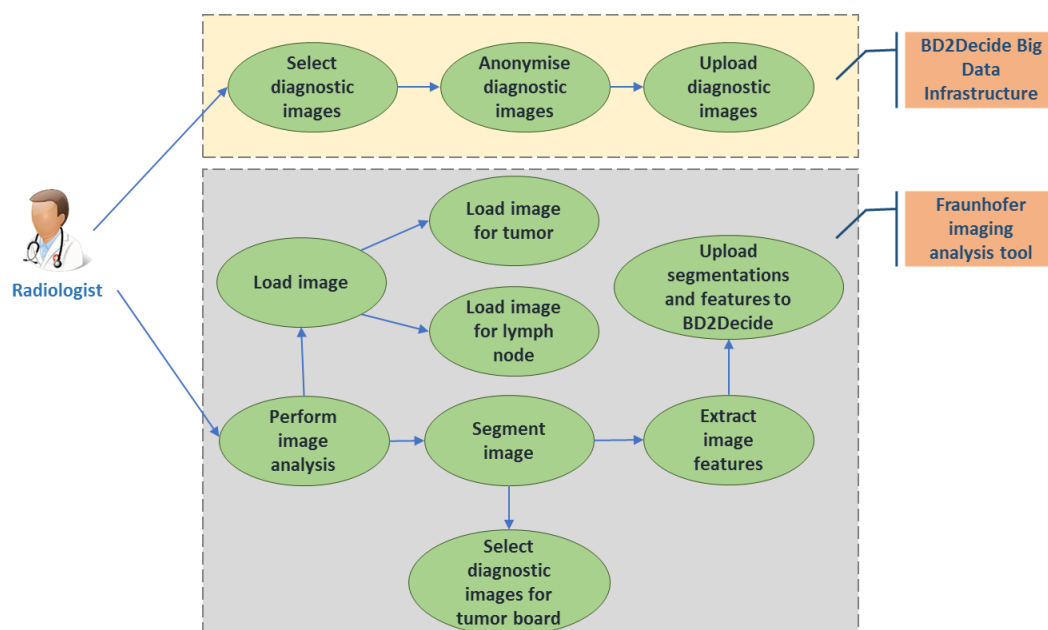 Select
diagnostic
images
Anonymise
diagnostic
images
Upload
diagnostic
images
BD2Decide Big
Data
Infrastructure
Radiologist
Load image
for tumor
Load image
Load image
for lymph
node
Upload
segmentations
and features to
BD2Decide
Fraunhofer
imaging
analysis tool
Perform
image
analysis
Segment
image
Extract
image
features
Select
diagnostic
images for
tumor board